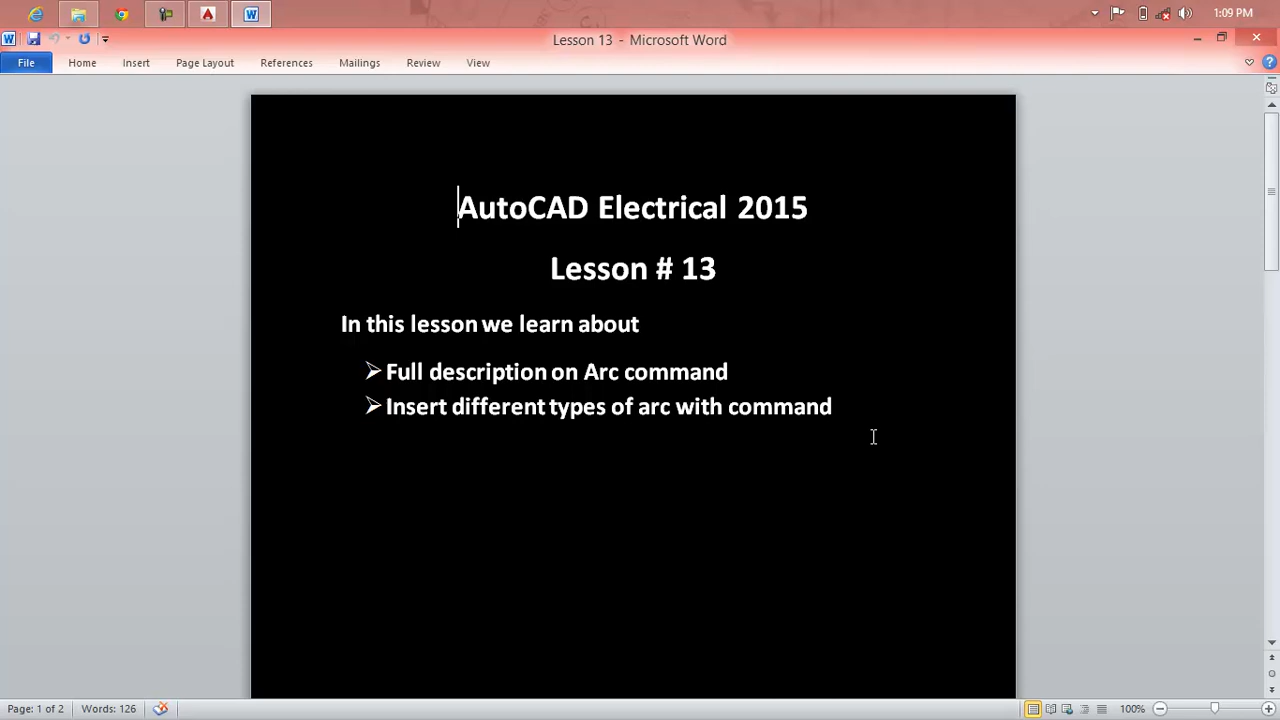 1:09 PM
Lesson 13 - Microsoft Word
File Home Insert Page Layout References Mailings Review View
AutoCAD Electrical 2015
Lesson # 13
In this lesson we learn about
Full description on Arc command
Insert different types of arc with command
Page: 1 of 2 Words: 126 100%